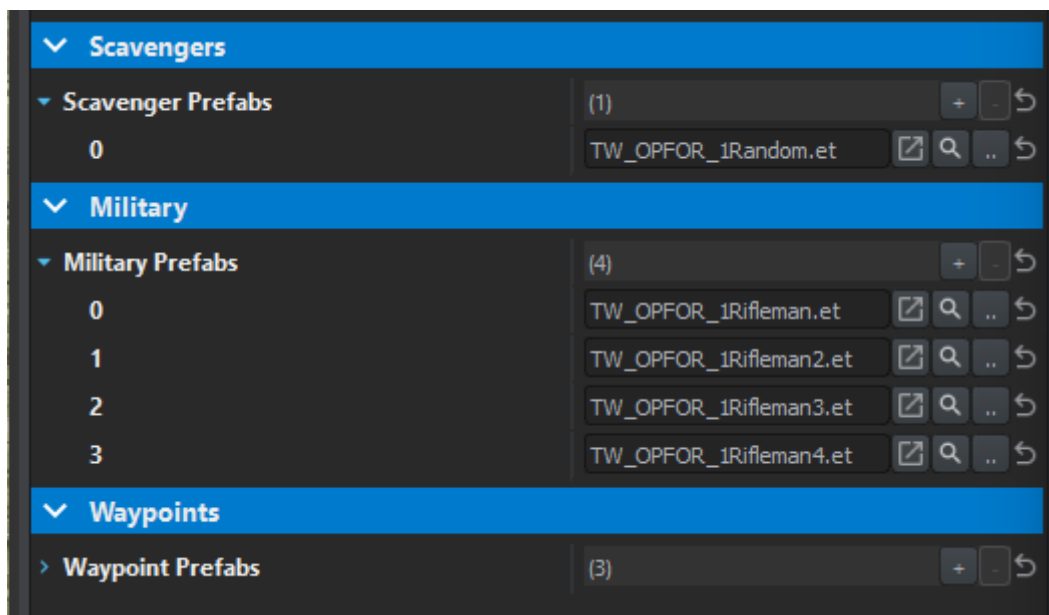 Scavengers
Scavenger Prefabs (1) + -
0 TW_OPFOR_1Random.et ..
Military
Military Prefabs (4) + -
0 TW_OPFOR_1Rifleman.et ..
1 TW_OPFOR_1Rifleman2.et ..
2 TW_OPFOR_1Rifleman3.et ..
3 TW_OPFOR_1Rifleman4.et ..
Waypoints
Waypoint Prefabs (3) + -